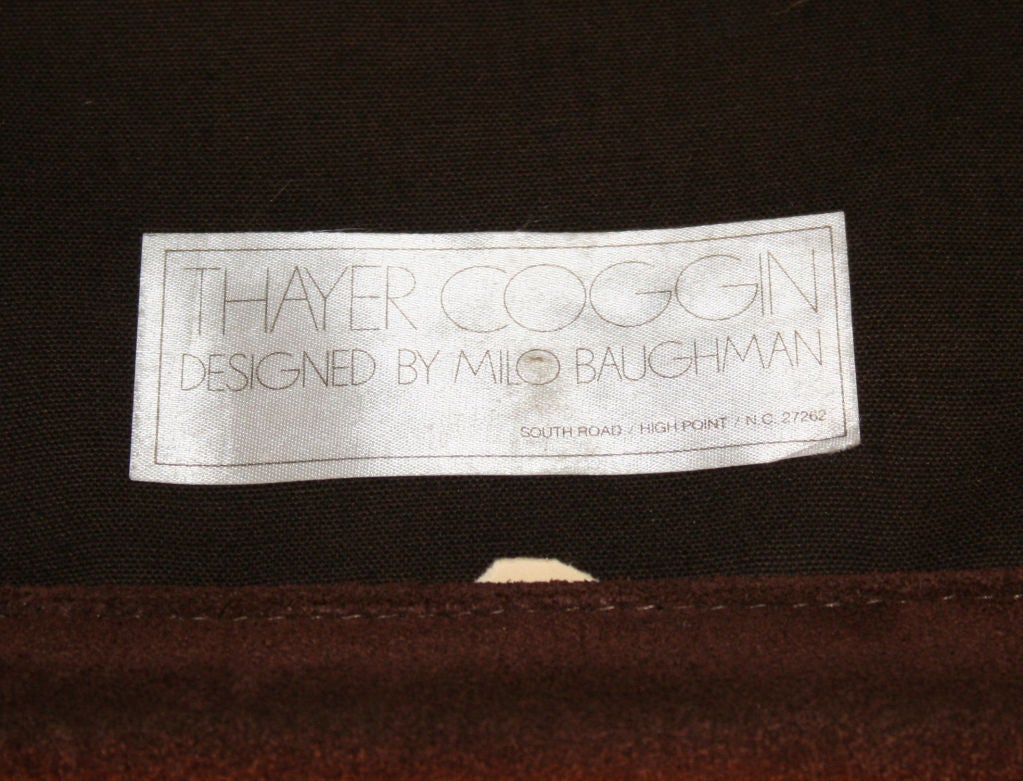 THAYER COGGIN
DESIGNED BY MILO BAUGHMAN
SOUTH ROAD / HIGH POINT / N.C. 27262